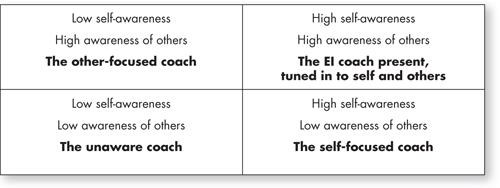 Low self-awareness
High awareness of others
The other-focused coach
High self-awareness
High awareness of others
The EI coach present,
tuned in to self and others
Low self-awareness
Low awareness of others
The unaware coach
High self-awareness
Low awareness of others
The self-focused coach